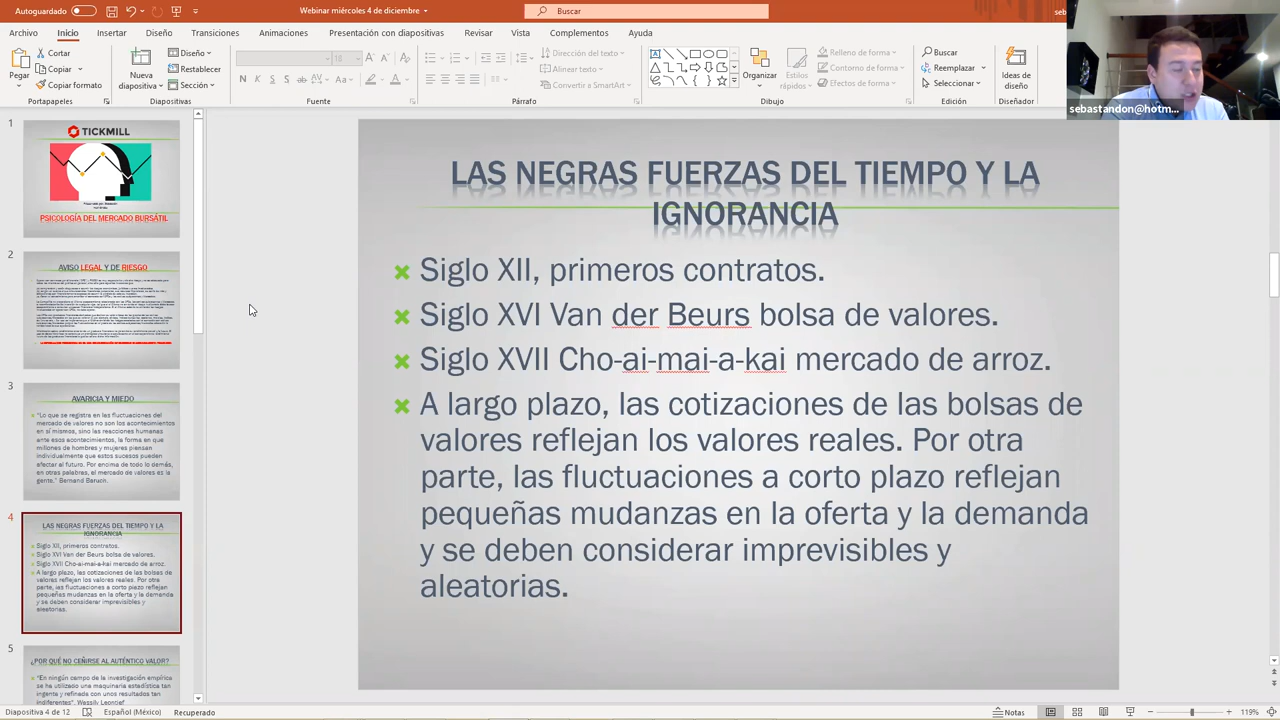 Autoguardado
Webinar miércoles 4 de diciembre
Buscar
seb
Archivo
Inicio
Insertar
Diseño
Transiciones
Animaciones
Presentación con diapositivas
Revisar
Vista
Complementos
Ayuda
Pegar
Cortar
Copiar
Copiar formato
Portapapeles
Nueva
diapositiva
Diseño
Restablecer
Sección
Diapositivas
18
N K S S ab AV Aa A
Fuente
Párrafo
Dirección del texto
Alinear texto
Convertir a SmartArt
Organizar
Estilos
rápidos
Relleno de forma
Contorno de forma
Efectos de forma
Dibujo
Buscar
Reemplazar
Seleccionar
Edición
Ideas de
diseño
Diseñador
sebastandon@hotm...
1
TICKMILL
PSICOLOGÍA DEL MERCADO BURSÁTIL
2
AVISO LEGAL Y DE RIESGO
3
AVARICIA Y MIEDO
"Lo que se registra en las fluctuaciones del
mercado de valores no son los acontecimientos
en sí mismos, sino las reacciones humanas
ante esos acontecimientos, la forma en que
millones de hombres y mujeres piensan
individualmente que estos sucesos pueden
afectar al futuro. Por encima de todo lo demás,
en otras palabras, el mercado de valores es la
gente." Bernard Baruch.
4
LAS NEGRAS FUERZAS DEL TIEMPO Y LA
IGNORANCIA
Siglo XII, primeros contratos.
Siglo XVI Van der Beurs bolsa de valores.
Siglo XVII Cho-ai-mai-a-kai mercado de arroz.
A largo plazo, las cotizaciones de las bolsas de
valores reflejan los valores reales. Por otra
parte, las fluctuaciones a corto plazo reflejan
pequeñas mudanzas en la oferta y la demanda
y se deben considerar imprevisibles y
aleatorias.
5
¿POR QUÉ NO CEÑIRSE AL AUTÉNTICO VALOR?
"En ningún campo de la investigación empírica
se ha utilizado una maquinaria estadística tan
ingente y refinada con unos resultados tan
indiferentes". Wassily Leontief
LAS NEGRAS FUERZAS DEL TIEMPO Y LA
IGNORANCIA
Siglo XII, primeros contratos.
Siglo XVI Van der Beurs bolsa de valores.
Siglo XVII Cho-ai-mai-a-kai mercado de arroz.
A largo plazo, las cotizaciones de las bolsas de
valores reflejan los valores reales. Por otra
parte, las fluctuaciones a corto plazo reflejan
pequeñas mudanzas en la oferta y la demanda
y se deben considerar imprevisibles y
aleatorias.
Diapositiva 4 de 12
Español (México)
Recuperado
Notas
119%